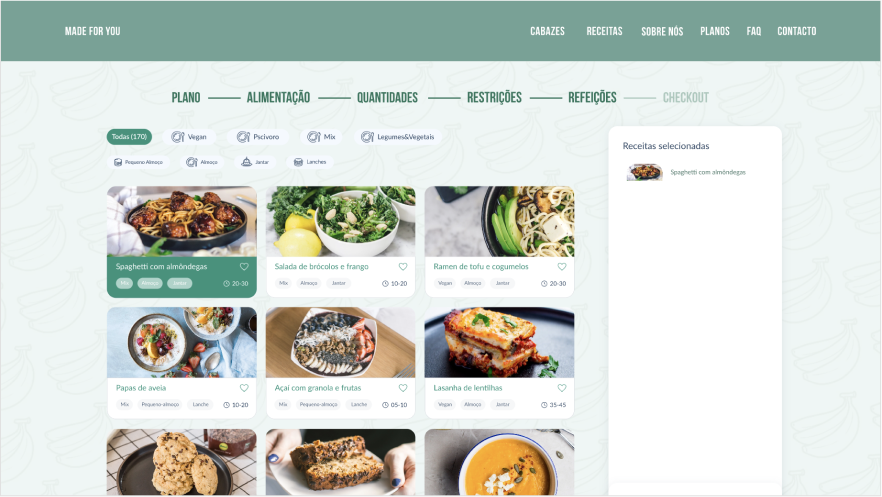 MADE FOR YOU
CABAZES RECEITAS SOBRE NÓS PLANOS FAQ CONTACTO
PLANO ALIMENTAÇÃO QUANTIDADES RESTRIÇÕES REFEIÇÕES CHECKOUT
Todas (170) Vegan Pscivoro Mix Legumes&Vegetais
Pequeno-Almoço Almoço Jantar Lanches
Receitas selecionadas
Spaghetti com almôndegas
Spaghetti com almôndegas
Mix Almoço Jantar 20-30
Salada de brócolos e frango
Mix Almoço Jantar 10-20
Ramen de tofu e cogumelos
Vegan Almoço Jantar 20-30
Papas de aveia
Mix Pequeno-almoço Lanche 10-20
Açaí com granola e frutas
Mix Pequeno-almoço Lanche 05-10
Lasanha de lentilhas
Vegan Almoço Jantar 35-45